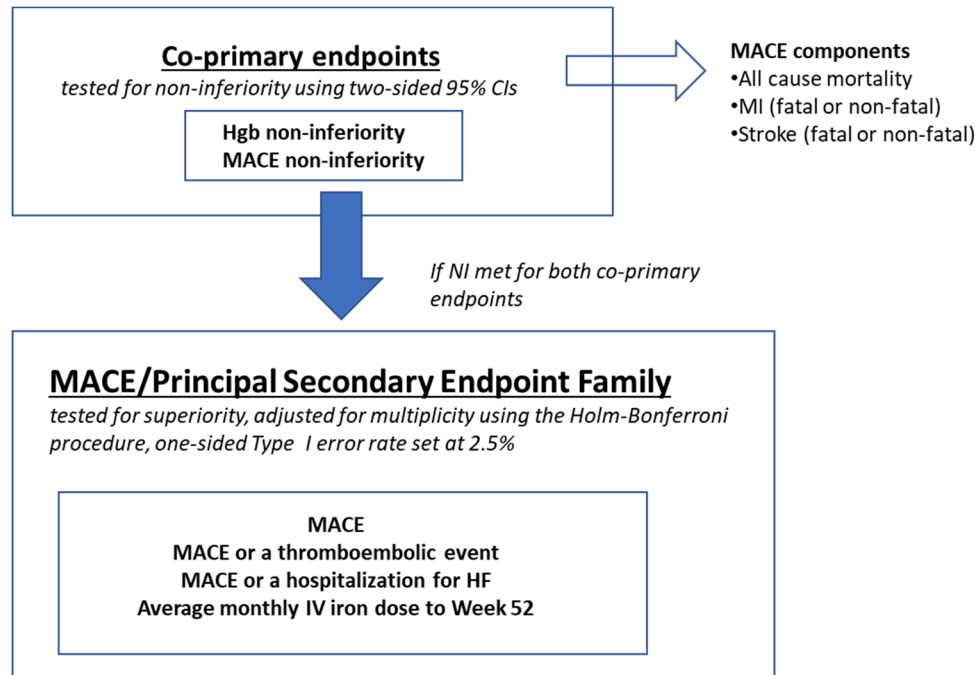 Co-primary endpoints
tested for non-inferiority using two-sided 95% CIs
Hgb non-inferiority
MACE non-inferiority
MACE components
•All cause mortality
•MI (fatal or non-fatal)
•Stroke (fatal or non-fatal)
If NI met for both co-primary
endpoints
MACE/Principal Secondary Endpoint Family
tested for superiority, adjusted for multiplicity using the Holm-Bonferroni
procedure, one-sided Type I error rate set at 2.5%
MACE
MACE or a thromboembolic event
MACE or a hospitalization for HF
Average monthly IV iron dose to Week 52